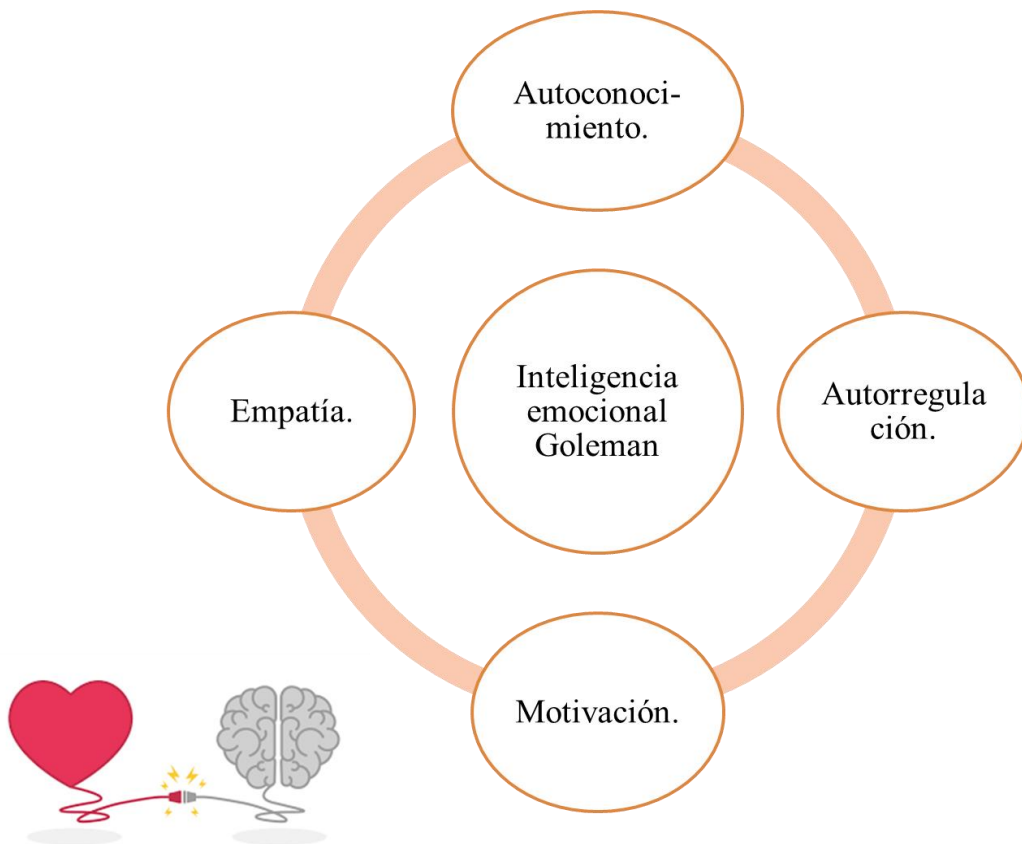 Autoconoci-
miento.
Empatía.
Inteligencia
emocional
Goleman
Autorregula
ción.
Motivación.